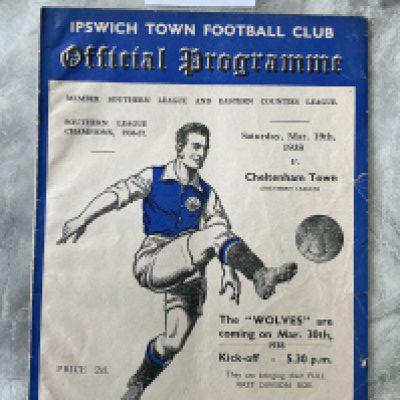 IPSWICH TOWN FOOTBALL CLUB
Official Programme
MEMBER SOUTHERN LEAGUE AND EASTERN COUNTIES LEAGUE.
SOUTHERN LEAGUE
CHAMPIONS, 1936-37.
Saturday, Mar. 19th,
1938
v.
Cheltenham Town
(SOUTHERN LEAGUE)
The "WOLVES" are
coming on Mar. 30th,
1938
Kick-off - 5.30 p.m.
They are bringing their FULL
FIRST DIVISION SIDE
PRICE 2d.